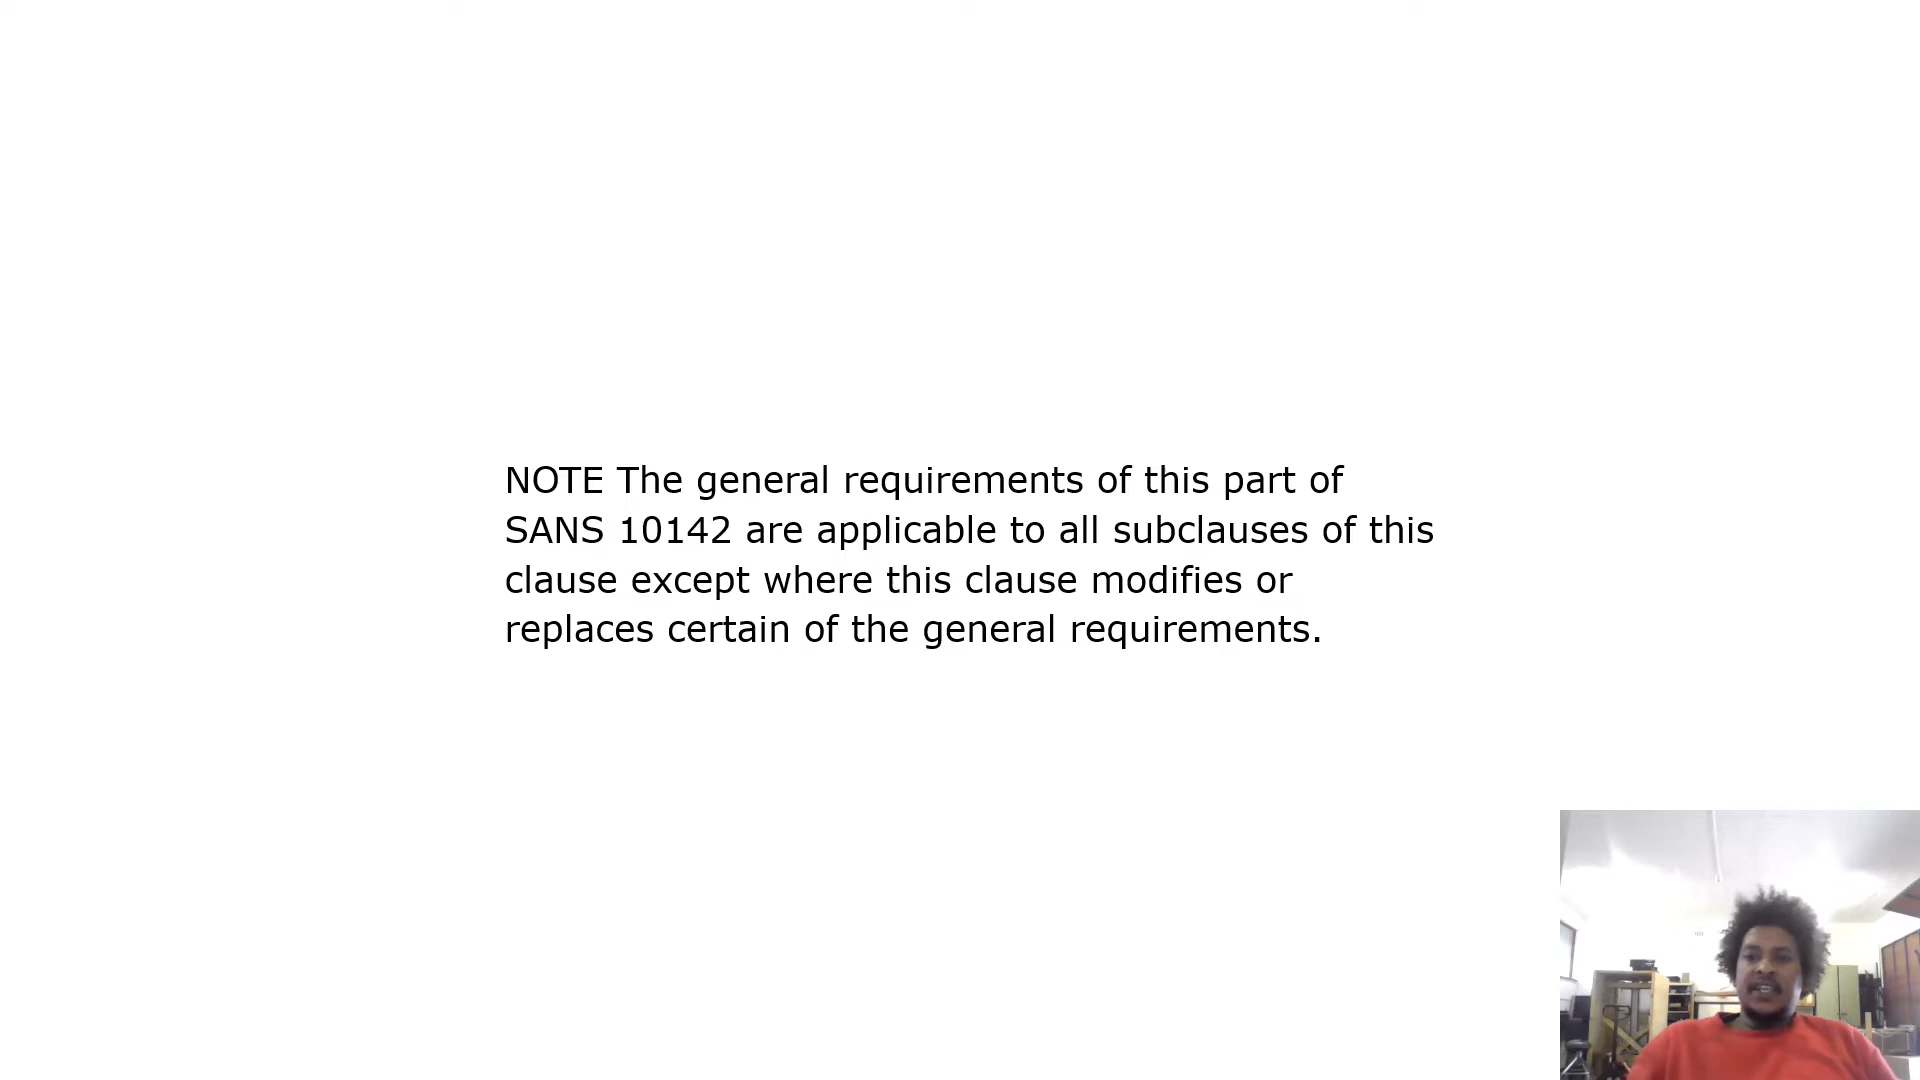 NOTE The general requirements of this part of
SANS 10142 are applicable to all subclauses of this
clause except where this clause modifies or
replaces certain of the general requirements.